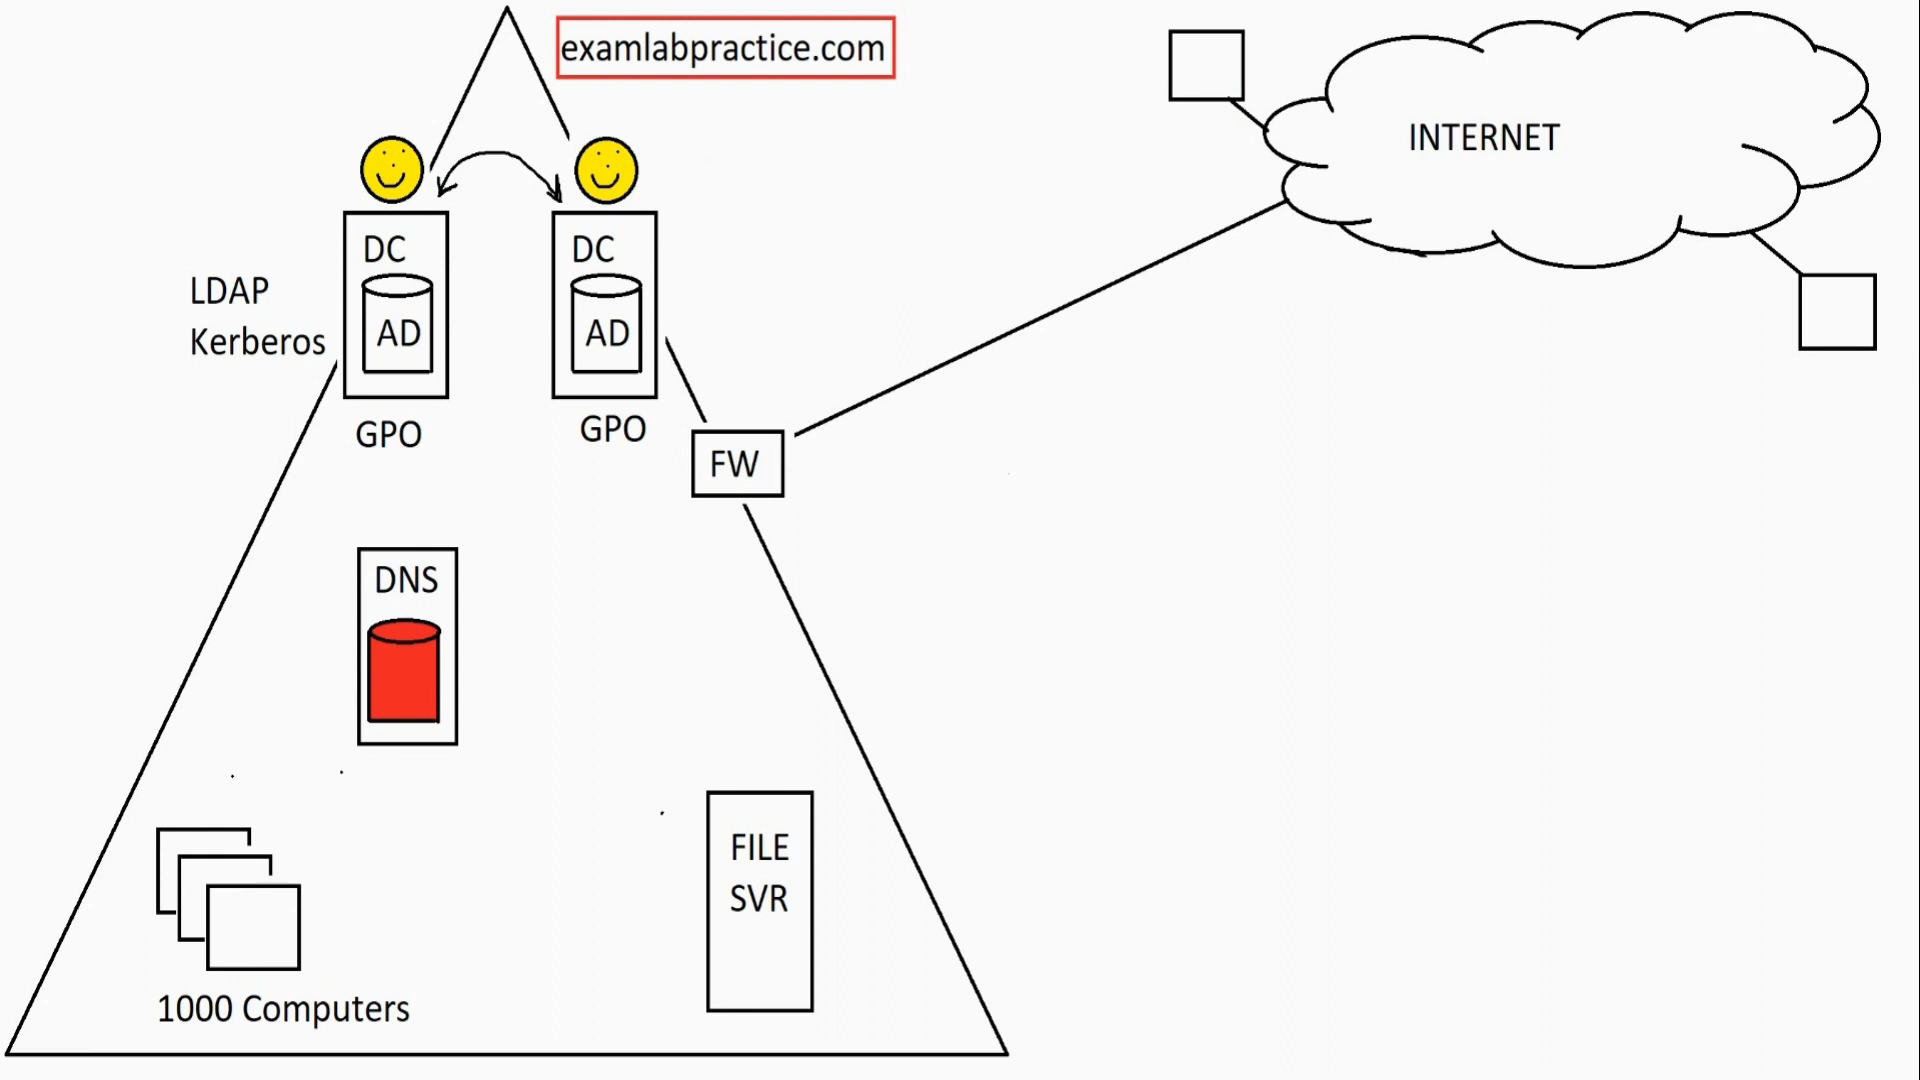 examlabpractice.com
INTERNET
DC
DC
LDAP
Kerberos
AD
AD
GPO
GPO
FW
DNS
FILE
SVR
1000 Computers